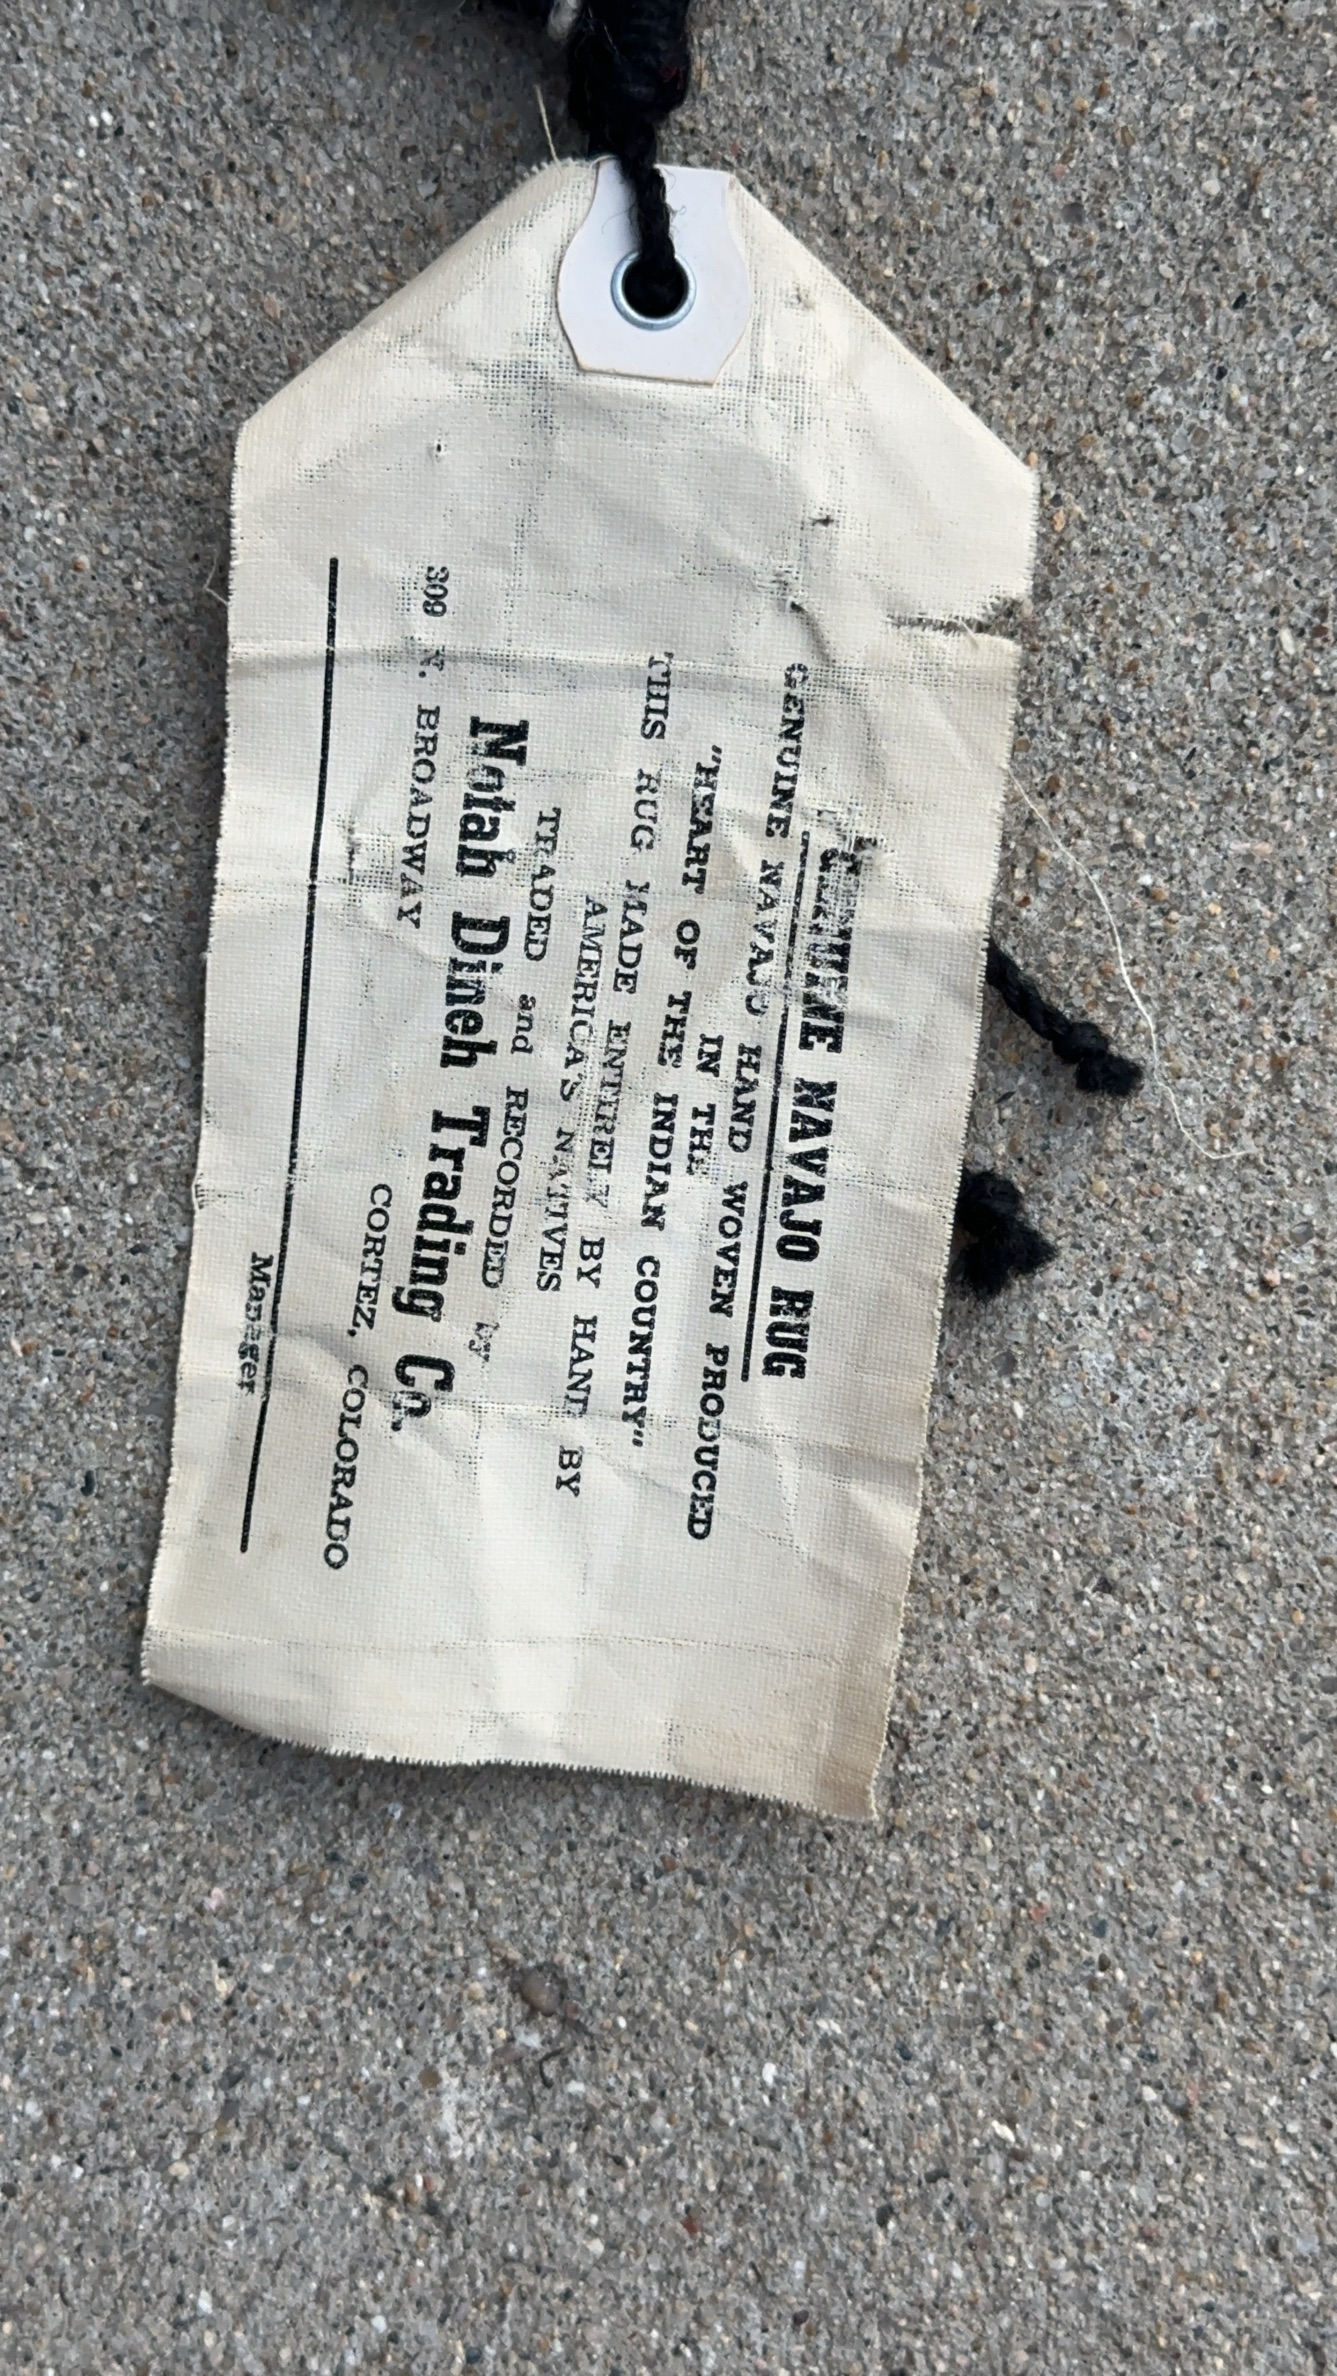 GENUINE NAVAJO RUG
GENUINE NAVAJO HAND WOVEN PRODUCED
IN THE
"HEART OF THE INDIAN COUNTRY"
THIS RUG MADE ENTIRELY BY HAND BY
AMERICA'S NATIVES
TRADED and RECORDED by
Notah Dineh Trading Co.
309 N. BROADWAY CORTEZ, COLORADO
Manager